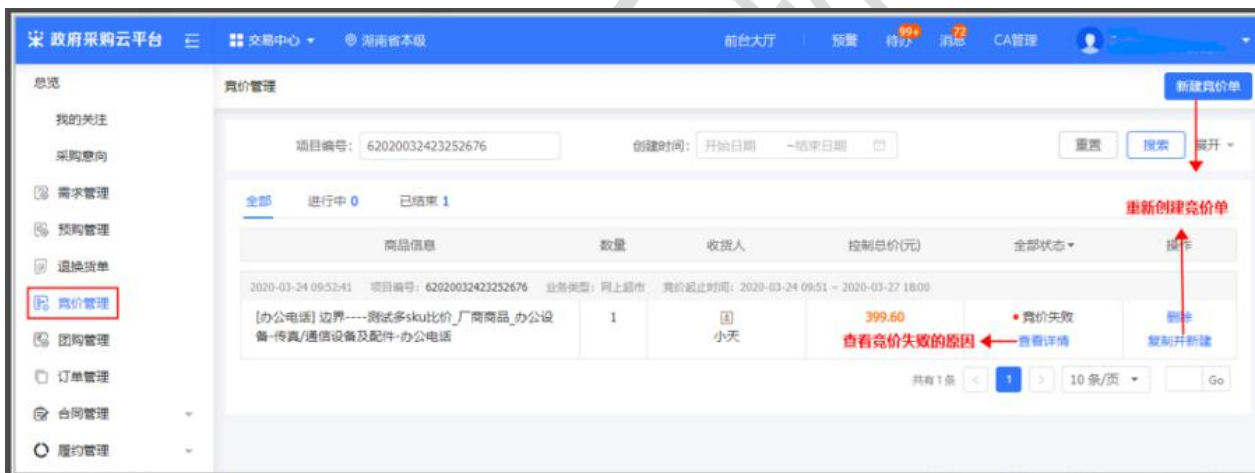 政府采购云平台
交易中心
湖南省本级
前台大厅
预警
待办
99+
消息
72
CA管理
总览
我的关注
采购意向
需求管理
预购管理
退换货单
竞价管理
团购管理
订单管理
合同管理
履约管理
竞价管理
新建竞价单
项目编号: 62020032423252676
创建时间: 开始日期 ~结束日期
重置
搜索
展开
全部 进行中 0 已结束 1
重新创建竞价单
商品信息 数量 收货人 控制总价(元) 全部状态 操作
2020-03-24 09:52:41 项目编号: 62020032423252676 业务类型: 网上超市 竞价起止时间: 2020-03-24 09:51 ~ 2020-03-27 18:00
[办公电话] 边界----测试多sku比价_厂商商品_办公设
备-传真/通信设备及配件-办公电话
1
小天
399.60
查看竞价失败的原因
竞价失败
查看详情
删除
复制并新建
共有1条 < 1 > 10 条/页 Go